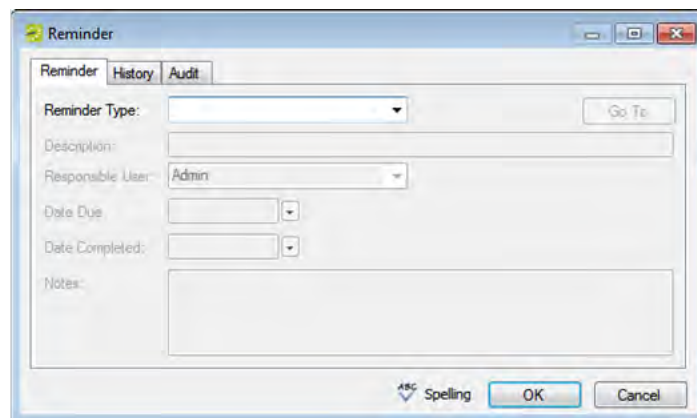 Reminder
Reminder History Audit
Reminder Type: Go To
Description:
Responsible User: Admin
Date Due
Date Completed:
Notes:
ABC Spelling OK Cancel